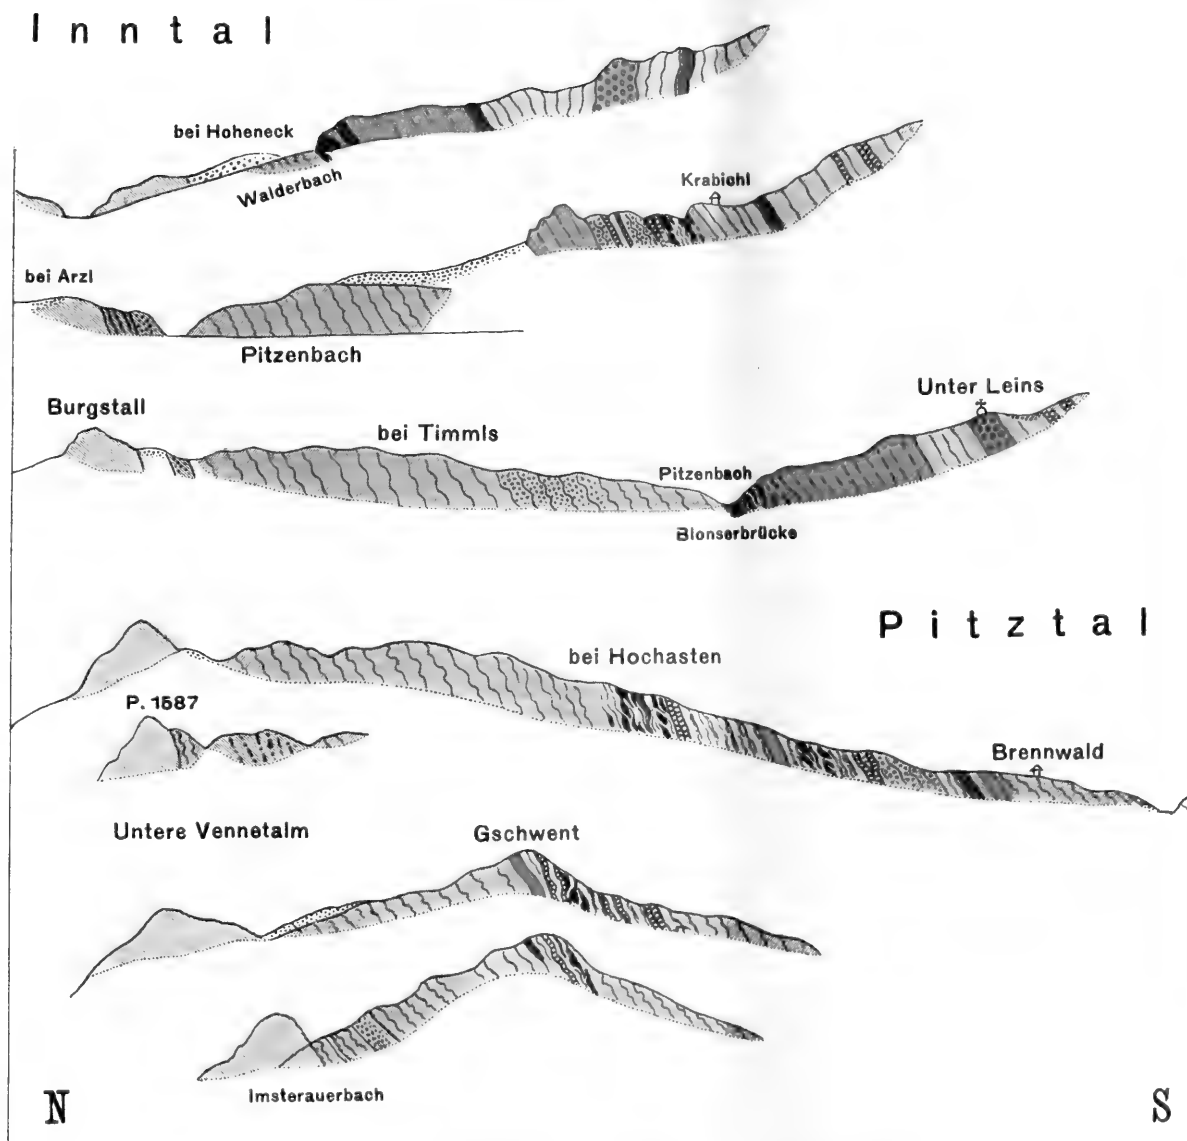 Inntal
bei Hoheneck
Walderbach
Krabichl
bei Arzl
Pitzenbach
Unter Leins
Burgstall
bei Timmls
Pitzenbach
Blonserbrücke
Pitztal
bei Hochasten
P. 1587
Brennwald
Untere Vennetalm
Gschwent
Imsterauerbach
N
S